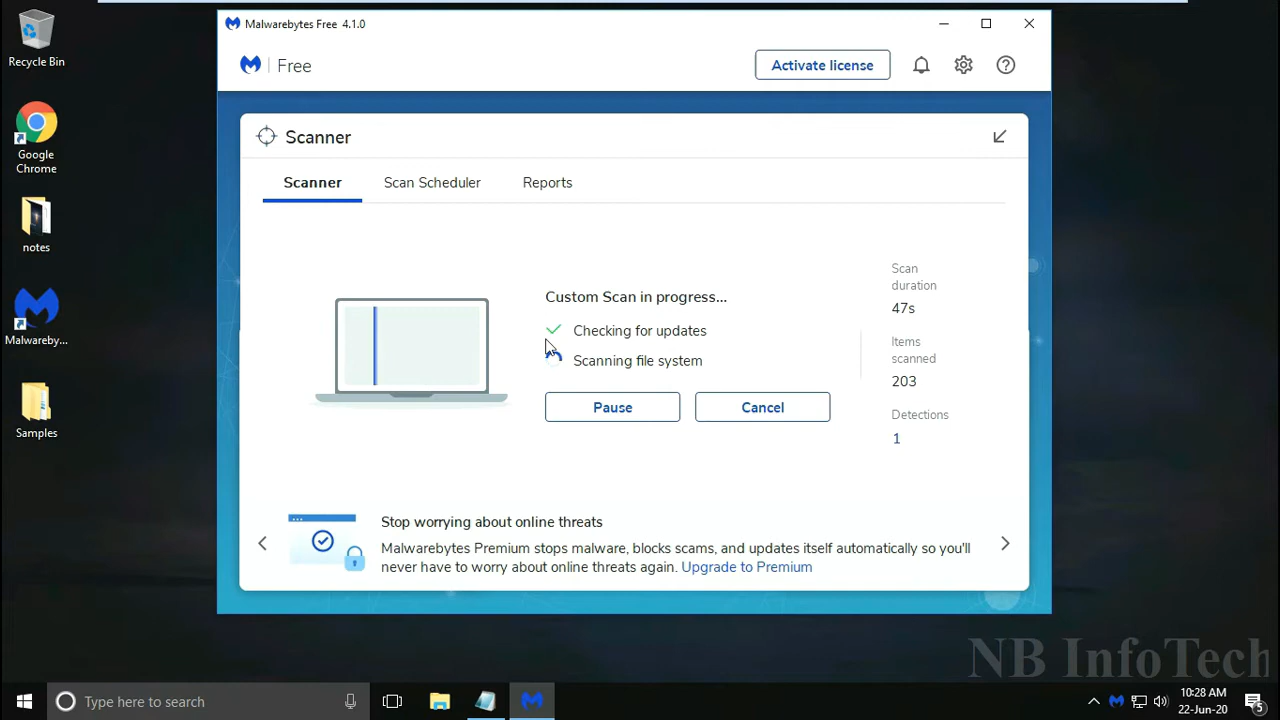 Recycle Bin
Google
Chrome
notes
Malwareby...
Samples
Malwarebytes Free 4.1.0
Free
Activate license
Scanner
Scanner
Scan Scheduler
Reports
Custom Scan in progress...
Checking for updates
Scanning file system
Pause
Cancel
Scan
duration
47s
Items
scanned
203
Detections
1
Stop worrying about online threats
Malwarebytes Premium stops malware, blocks scams, and updates itself automatically so you'll
never have to worry about online threats again. Upgrade to Premium
NB InfoTech
Type here to search
10:28 AM
22-Jun-20
5